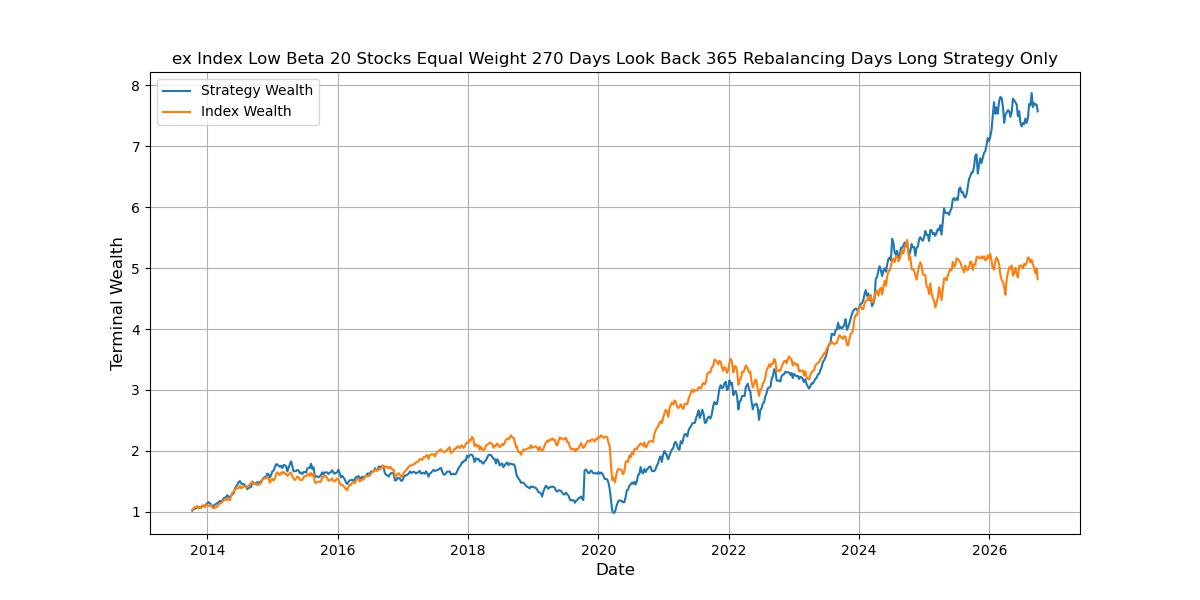 ex Index Low Beta 20 Stocks Equal Weight 270 Days Look Back 365 Rebalancing Days Long Strategy Only
Strategy Wealth
Index Wealth
Terminal Wealth
8
7
6
5
4
3
2
1
2014 2016 2018 2020 2022 2024 2026
Date